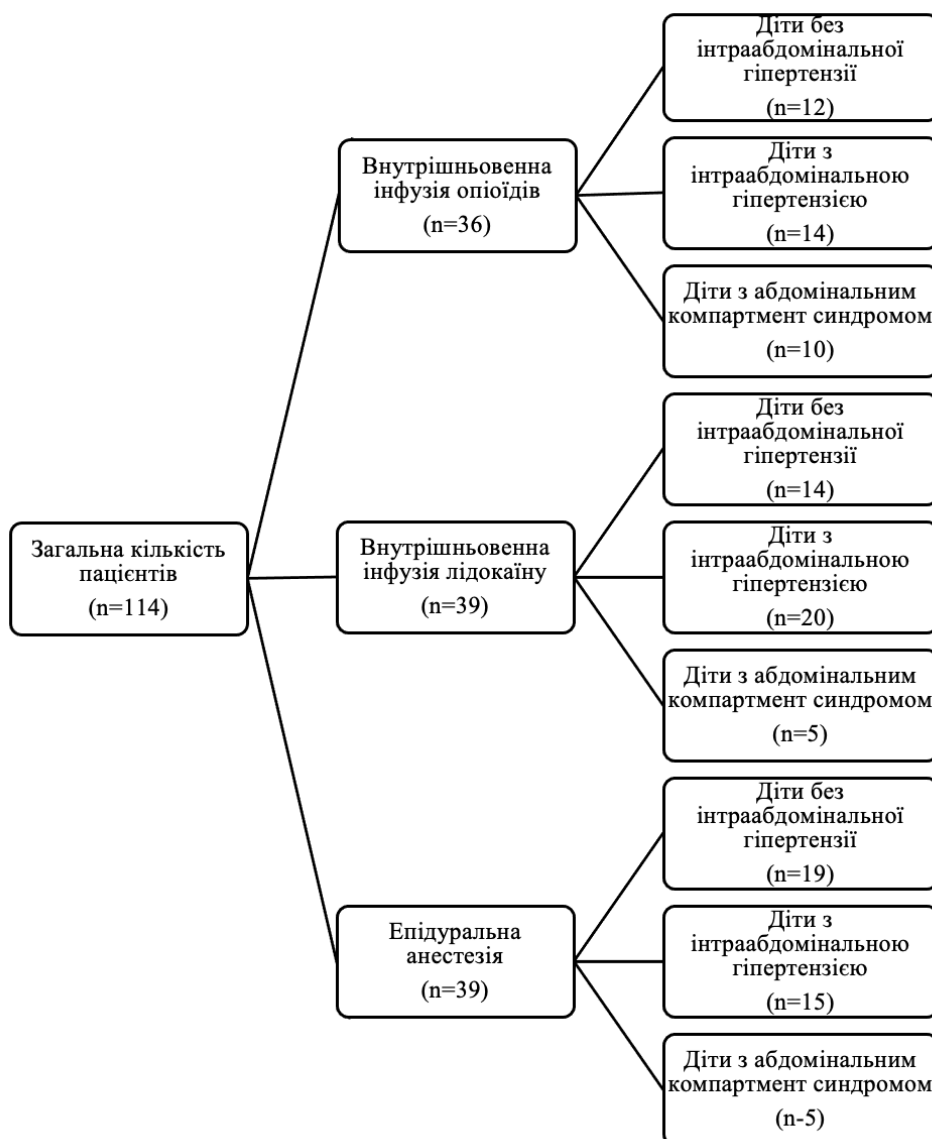 Загальна кількість
пацієнтів
(n=114)
Внутрішньовенна
інфузія опіоїдів
(n=36)
Діти без
інтраабдомінальної
гіпертензії
(n=12)
Діти з
інтраабдомінальною
гіпертензією
(n=14)
Діти з абдомінальним
компартмент синдромом
(n=10)
Внутрішньовенна
інфузія лідокаїну
(n=39)
Діти без
інтраабдомінальної
гіпертензії
(n=14)
Діти з
інтраабдомінальною
гіпертензією
(n=20)
Діти з абдомінальним
компартмент синдромом
(n=5)
Епідуральна
анестезія
(n=39)
Діти без
інтраабдомінальної
гіпертензії
(n=19)
Діти з
інтраабдомінальною
гіпертензією
(n=15)
Діти з абдомінальним
компартмент синдромом
(n-5)